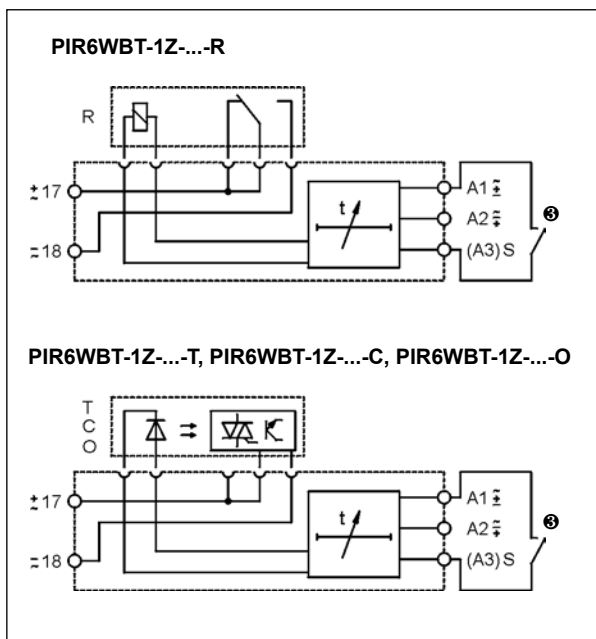 PIR6WBT-1Z-...-R
R
t
17
18
A1
A2
(A3) S
❸
PIR6WBT-1Z-...-T, PIR6WBT-1Z-...-C, PIR6WBT-1Z-...-O
T
C
O
t
17
18
A1
A2
(A3) S
❸